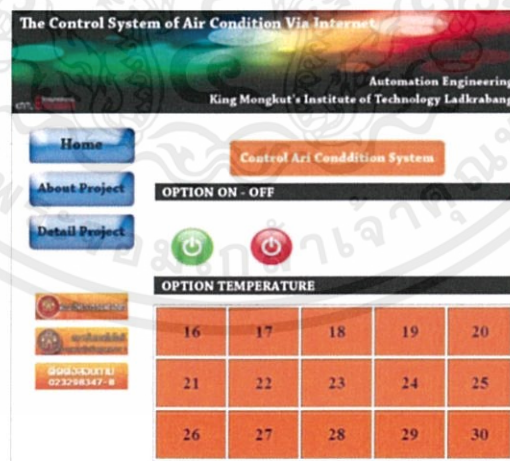 The Control System of Air Condition Via Internet
Automation Engineering
King Mongkut's Institute of Technology Ladkrabang
Home
Control Ari Conddition System
About Project
OPTION ON - OFF
Detail Project
OPTION TEMPERATURE
16 17 18 19 20
21 22 23 24 25
26 27 28 29 30
023298347-8